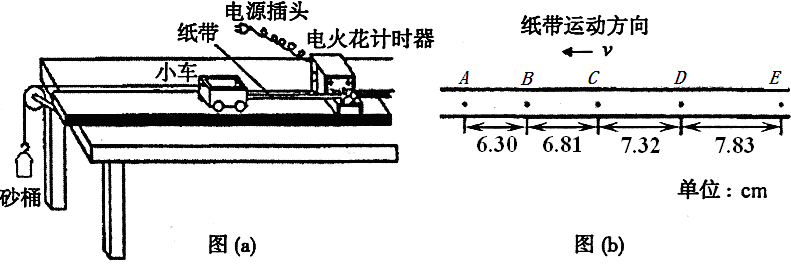 电源插头
纸带
电火花计时器
小车
砂桶
图(a)
纸带运动方向
v
A B C D E
6.30 6.81 7.32 7.83
单位：cm
图(b)